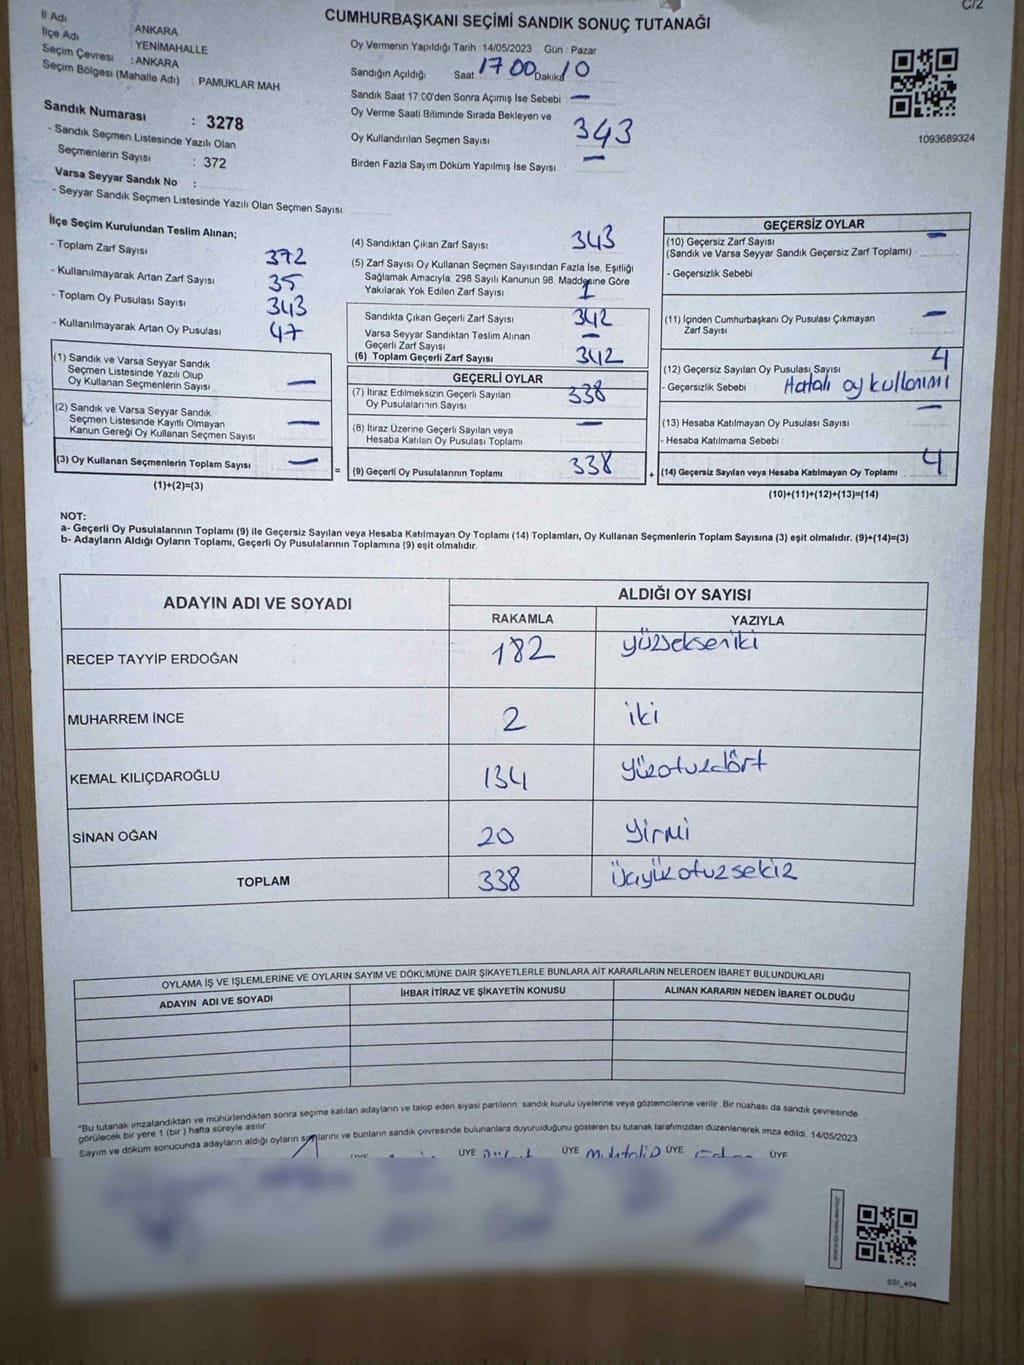 C/2
CUMHURBAŞKANI SEÇİMİ SANDIK SONUÇ TUTANAĞI
İl Adı ANKARA
İlçe Adı : YENİMAHALLE
Seçim Çevresi : ANKARA
Seçim Bölgesi (Mahalle Adı) : PAMUKLAR MAH
Sandık Numarası : 3278
- Sandık Seçmen Listesinde Yazılı Olan
Seçmenlerin Sayısı : 372
Varsa Seyyar Sandık No :
- Seyyar Sandık Seçmen Listesinde Yazılı Olan Seçmen Sayısı
Oy Vermenin Yapıldığı Tarih : 14/05/2023 Gün : Pazar
Sandığın Açıldığı Saat 17 00 Dakika 10
Sandık Saat 17:00'den Sonra Açımış İse Sebebi —
Oy Verme Saati Bitiminde Sırada Bekleyen ve
Oy Kullandırılan Seçmen Sayısı 343
Birden Fazla Sayım Döküm Yapılmış İse Sayısı —
1093689324
İlçe Seçim Kurulundan Teslim Alınan;
- Toplam Zarf Sayısı 372
- Kullanılmayarak Artan Zarf Sayısı 35
- Toplam Oy Pusulası Sayısı 343
- Kullanılmayarak Artan Oy Pusulası 47
(1) Sandık ve Varsa Seyyar Sandık
Seçmen Listesinde Yazılı Olup
Oy Kullanan Seçmenlerin Sayısı —
(2) Sandık ve Varsa Seyyar Sandık
Seçmen Listesinde Kayıtlı Olmayan
Kanun Gereği Oy Kullanan Seçmen Sayısı —
(3) Oy Kullanan Seçmenlerin Toplam Sayısı —
(1)+(2)=(3)
=
(4) Sandıktan Çıkan Zarf Sayısı 343
(5) Zarf Sayısı Oy Kullanan Seçmen Sayısından Fazla İse, Eşitliği
Sağlamak Amacıyla 298 Sayılı Kanunun 98. Maddesine Göre
Yakılarak Yok Edilen Zarf Sayısı 1
Sandıkta Çıkan Geçerli Zarf Sayısı 342
Varsa Seyyar Sandıktan Teslim Alınan
Geçerli Zarf Sayısı —
(6) Toplam Geçerli Zarf Sayısı 342
GEÇERLİ OYLAR
(7) İtiraz Edilmeksizin Geçerli Sayılan
Oy Pusulalarının Sayısı 338
(8) İtiraz Üzerine Geçerli Sayılan veya
Hesaba Katılan Oy Pusulası Toplamı —
(9) Geçerli Oy Pusulalarının Toplamı 338
+
GEÇERSİZ OYLAR
(10) Geçersiz Zarf Sayısı —
(Sandık ve Varsa Seyyar Sandık Geçersiz Zarf Toplamı)
- Geçersizlik Sebebi :
(11) İçinden Cumhurbaşkanı Oy Pusulası Çıkmayan
Zarf Sayısı —
(12) Geçersiz Sayılan Oy Pusulası Sayısı 4
- Geçersizlik Sebebi : Hatalı oy kullanımı
(13) Hesaba Katılmayan Oy Pusulası Sayısı —
- Hesaba Katılmama Sebebi :
(14) Geçersiz Sayılan veya Hesaba Katılmayan Oy Toplamı 4
(10)+(11)+(12)+(13)=(14)
NOT:
a- Geçerli Oy Pusulalarının Toplamı (9) ile Geçersiz Sayılan veya Hesaba Katılmayan Oy Toplamı (14) Toplamları, Oy Kullanan Seçmenlerin Toplam Sayısına (3) eşit olmalıdır. (9)+(14)=(3)
b- Adayların Aldığı Oyların Toplamı, Geçerli Oy Pusulalarının Toplamına (9) eşit olmalıdır.
ADAYIN ADI VE SOYADI ALDIĞI OY SAYISI
RAKAMLA YAZIYLA
RECEP TAYYİP ERDOĞAN 182 yüzsekseniki
MUHARREM İNCE 2 iki
KEMAL KILIÇDAROĞLU 134 yüzotuzdört
SİNAN OĞAN 20 yirmi
TOPLAM 338 üçyüzotuzsekiz
OYLAMA İŞ VE İŞLEMLERİNE VE OYLARIN SAYIM VE DÖKÜMÜNE DAİR ŞİKAYETLERLE BUNLARA AİT KARARLARIN NELERDEN İBARET BULUNDUKLARI
ADAYIN ADI VE SOYADI İHBAR İTİRAZ VE ŞİKAYETİN KONUSU ALINAN KARARIN NEDEN İBARET OLDUĞU
*Bu tutanak imzalandıktan ve mühürlendikten sonra seçime katılan adayların ve talep eden siyasi partilerin sandık kurulu üyelerine veya gözlemcilerine verilir. Bir nüshası da sandık çevresinde
görülecek bir yere 1 (bir) hafta süreyle asılır.
Sayım ve döküm sonucunda adayların aldığı oyların sayılarını ve bunların sandık çevresinde bulunanlara duyurulduğunu gösteren bu tutanak tarafımızdan düzenlenerek imza edildi. 14/05/2023
ÜYE ÜYE ÜYE ÜYE ÜYE
SSI_404